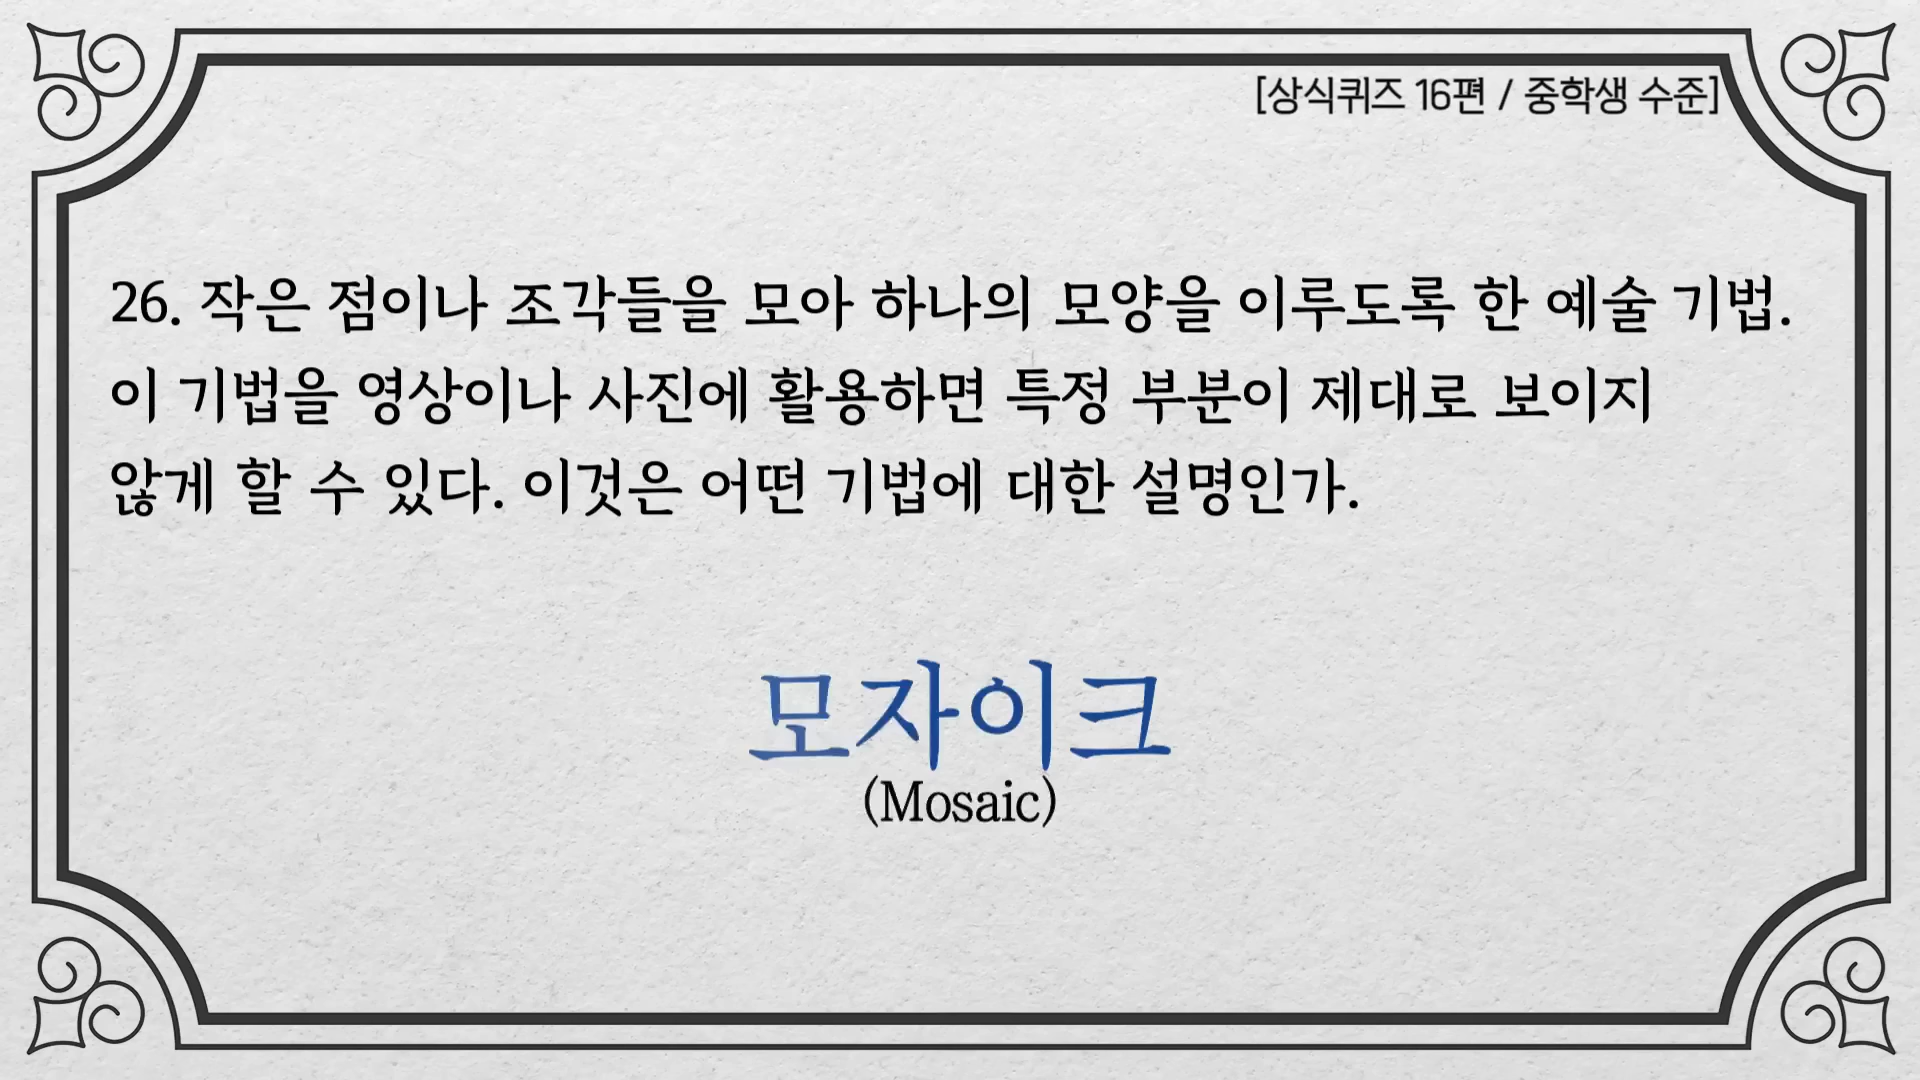 [상식퀴즈 16편 / 중학생 수준]
26. 작은 점이나 조각들을 모아 하나의 모양을 이루도록 한 예술 기법.
이 기법을 영상이나 사진에 활용하면 특정 부분이 제대로 보이지
않게 할 수 있다. 이것은 어떤 기법에 대한 설명인가.
모자이크
(Mosaic)